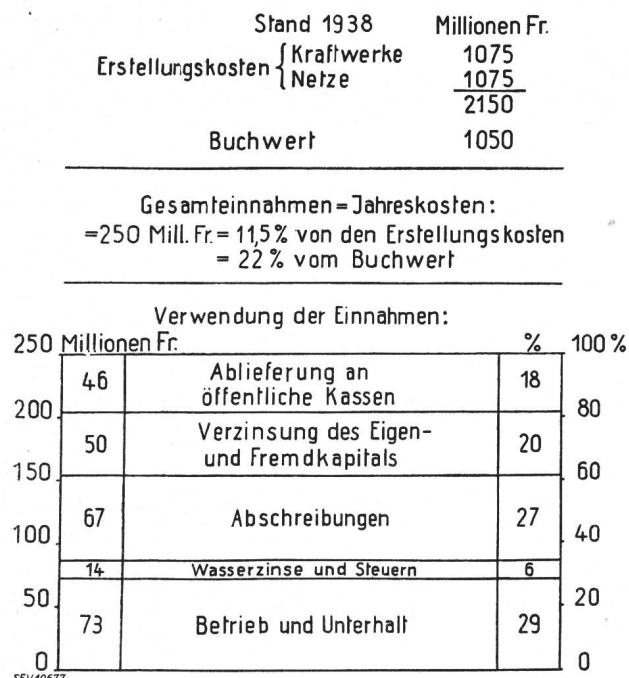 Stand 1938 Millionen Fr.
Erstellungskosten { Kraftwerke 1075
Netze 1075
2150
Buchwert 1050
Gesamteinnahmen = Jahreskosten:
=250 Mill. Fr. = 11,5% von den Erstellungskosten
= 22 % vom Buchwert
Verwendung der Einnahmen:
250 Millionen Fr. % 100 %
46 Ablieferung an 18
öffentliche Kassen
200 80
50 Verzinsung des Eigen- 20
und Fremdkapitals
150 60
67 Abschreibungen 27
100 40
14 Wasserzinse und Steuern 6
50 20
73 Betrieb und Unterhalt 29
0 0
SEV 10677